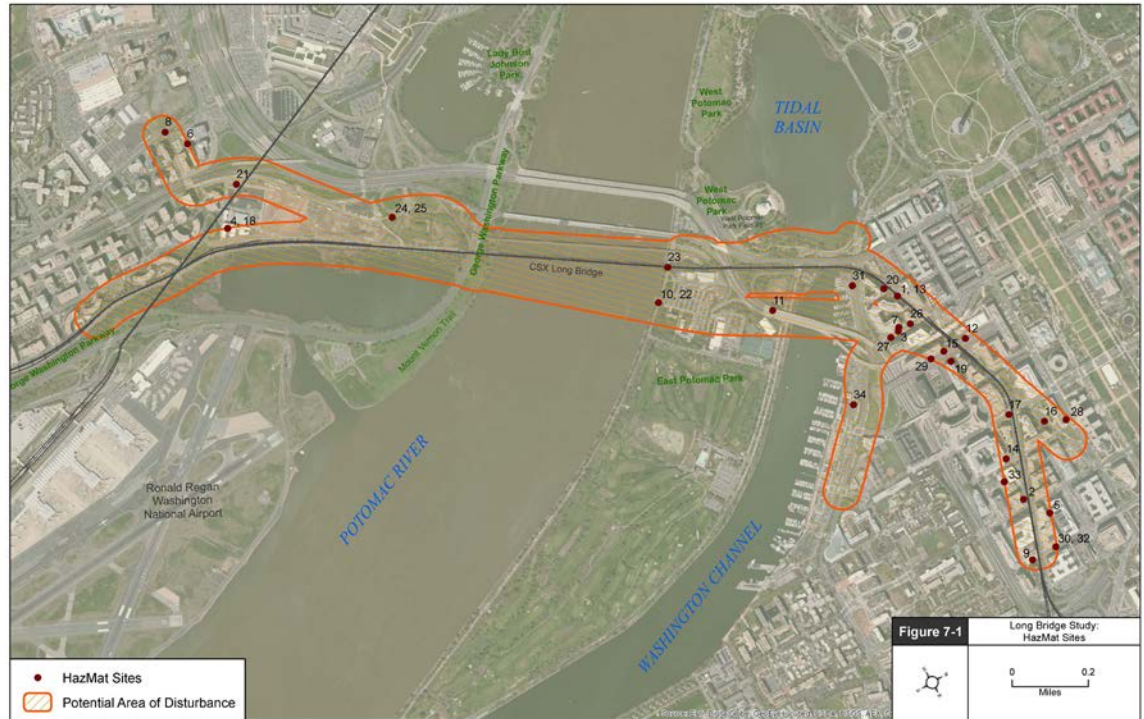 Lady Bird
Johnson
Park
West
Potomac
Park
TIDAL
BASIN
8
6
21
4, 18
24, 25
George Washington Parkway
West
Potomac
Park
CSX Long Bridge
23
10, 22
11
31
20
1, 13
26
7
3
27
12
15
19
29
George Washington Parkway
Mount Vernon Trail
East Potomac Park
34
17
16
28
14
33
2
5
30, 32
9
Ronald Regan
Washington
National Airport
POTOMAC RIVER
WASHINGTON CHANNEL
Figure 7-1
Long Bridge Study:
HazMat Sites
0 0.2
Miles
HazMat Sites
Potential Area of Disturbance